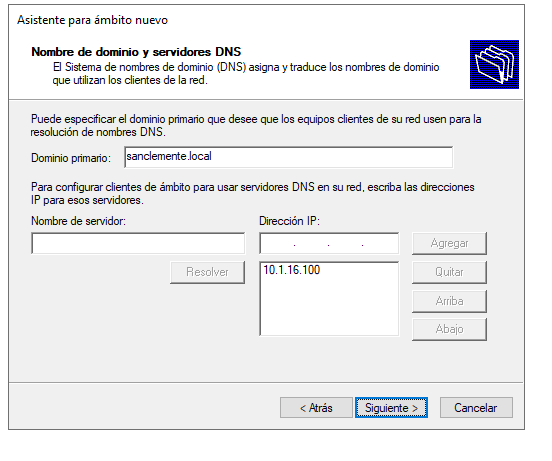 Asistente para ámbito nuevo
Nombre de dominio y servidores DNS
El Sistema de nombres de dominio (DNS) asigna y traduce los nombres de dominio
que utilizan los clientes de la red.
Puede especificar el dominio primario que desee que los equipos clientes de su red usen para la
resolución de nombres DNS.
Dominio primario: sanclemente.local
Para configurar clientes de ámbito para usar servidores DNS en su red, escriba las direcciones
IP para esos servidores.
Nombre de servidor: Dirección IP:
. . . Agregar
Resolver 10.1.16.100 Quitar
Arriba
Abajo
< Atrás Siguiente > Cancelar